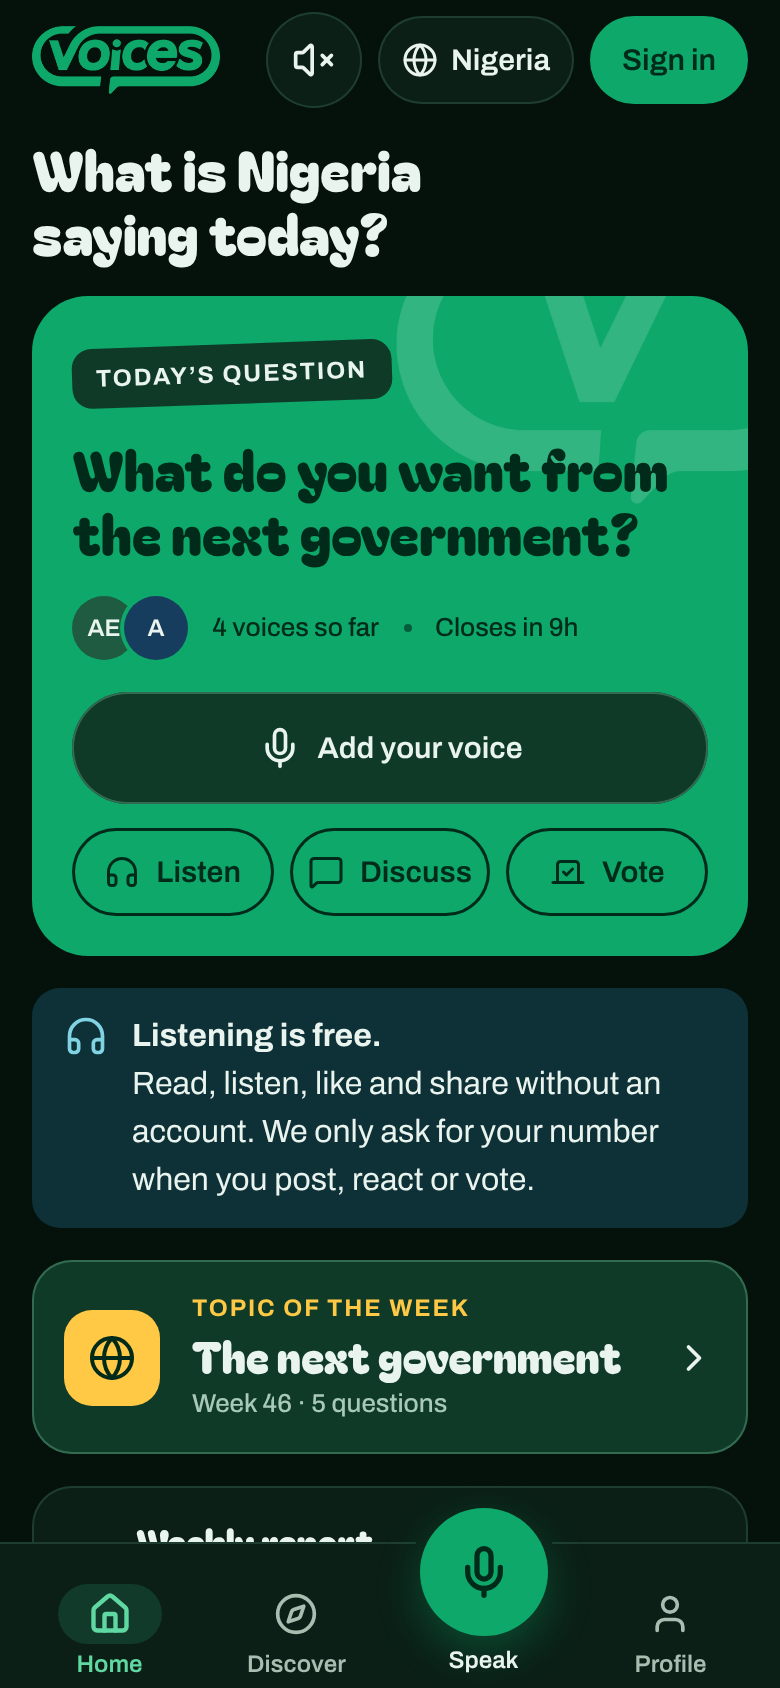 voices
Nigeria
Sign in
What is Nigeria
saying today?
TODAY’S QUESTION
What do you want from
the next government?
AE
A
4 voices so far • Closes in 9h
Add your voice
Listen
Discuss
Vote
Listening is free.
Read, listen, like and share without an
account. We only ask for your number
when you post, react or vote.
TOPIC OF THE WEEK
The next government
Week 46 · 5 questions
Weekly report
Home
Discover
Speak
Profile